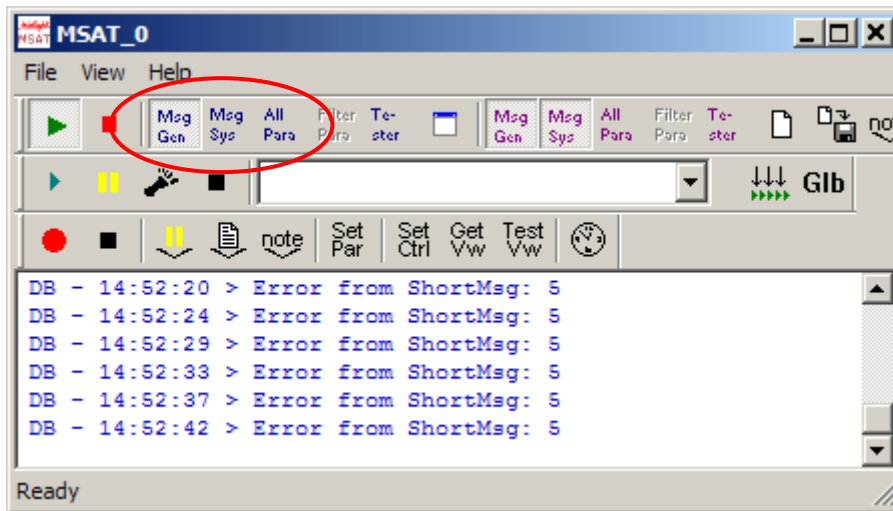 MSAT MSAT_0
File View Help
Msg Gen Msg Sys All Para Filter Para Te-ster Msg Gen Msg Sys All Para Filter Para Te-ster
Glb
note Set Par Set Ctrl Get Vw Test Vw
DB - 14:52:20 > Error from ShortMsg: 5
DB - 14:52:24 > Error from ShortMsg: 5
DB - 14:52:29 > Error from ShortMsg: 5
DB - 14:52:33 > Error from ShortMsg: 5
DB - 14:52:37 > Error from ShortMsg: 5
DB - 14:52:42 > Error from ShortMsg: 5
Ready